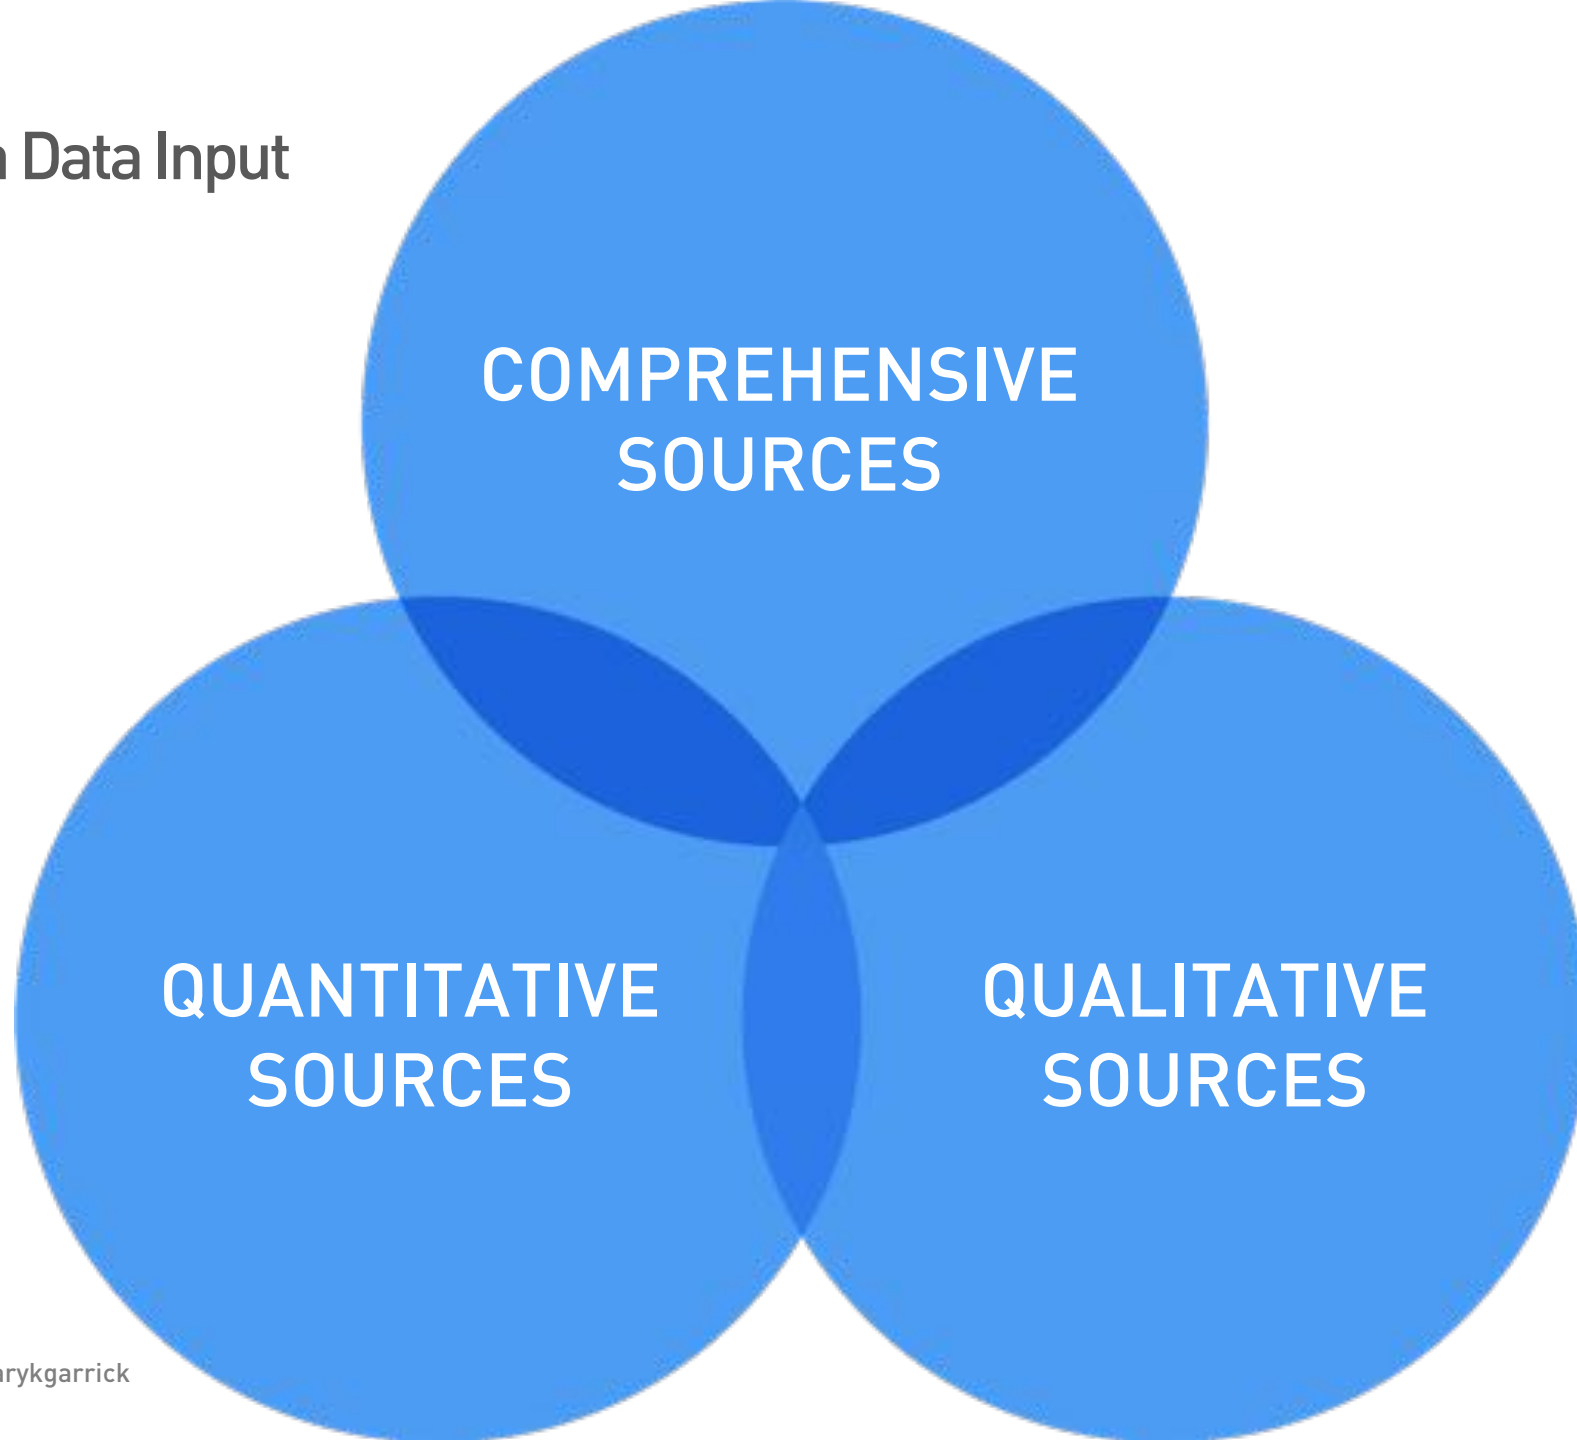 Data Input
COMPREHENSIVE
SOURCES
QUANTITATIVE
SOURCES
QUALITATIVE
SOURCES
arykgarrick